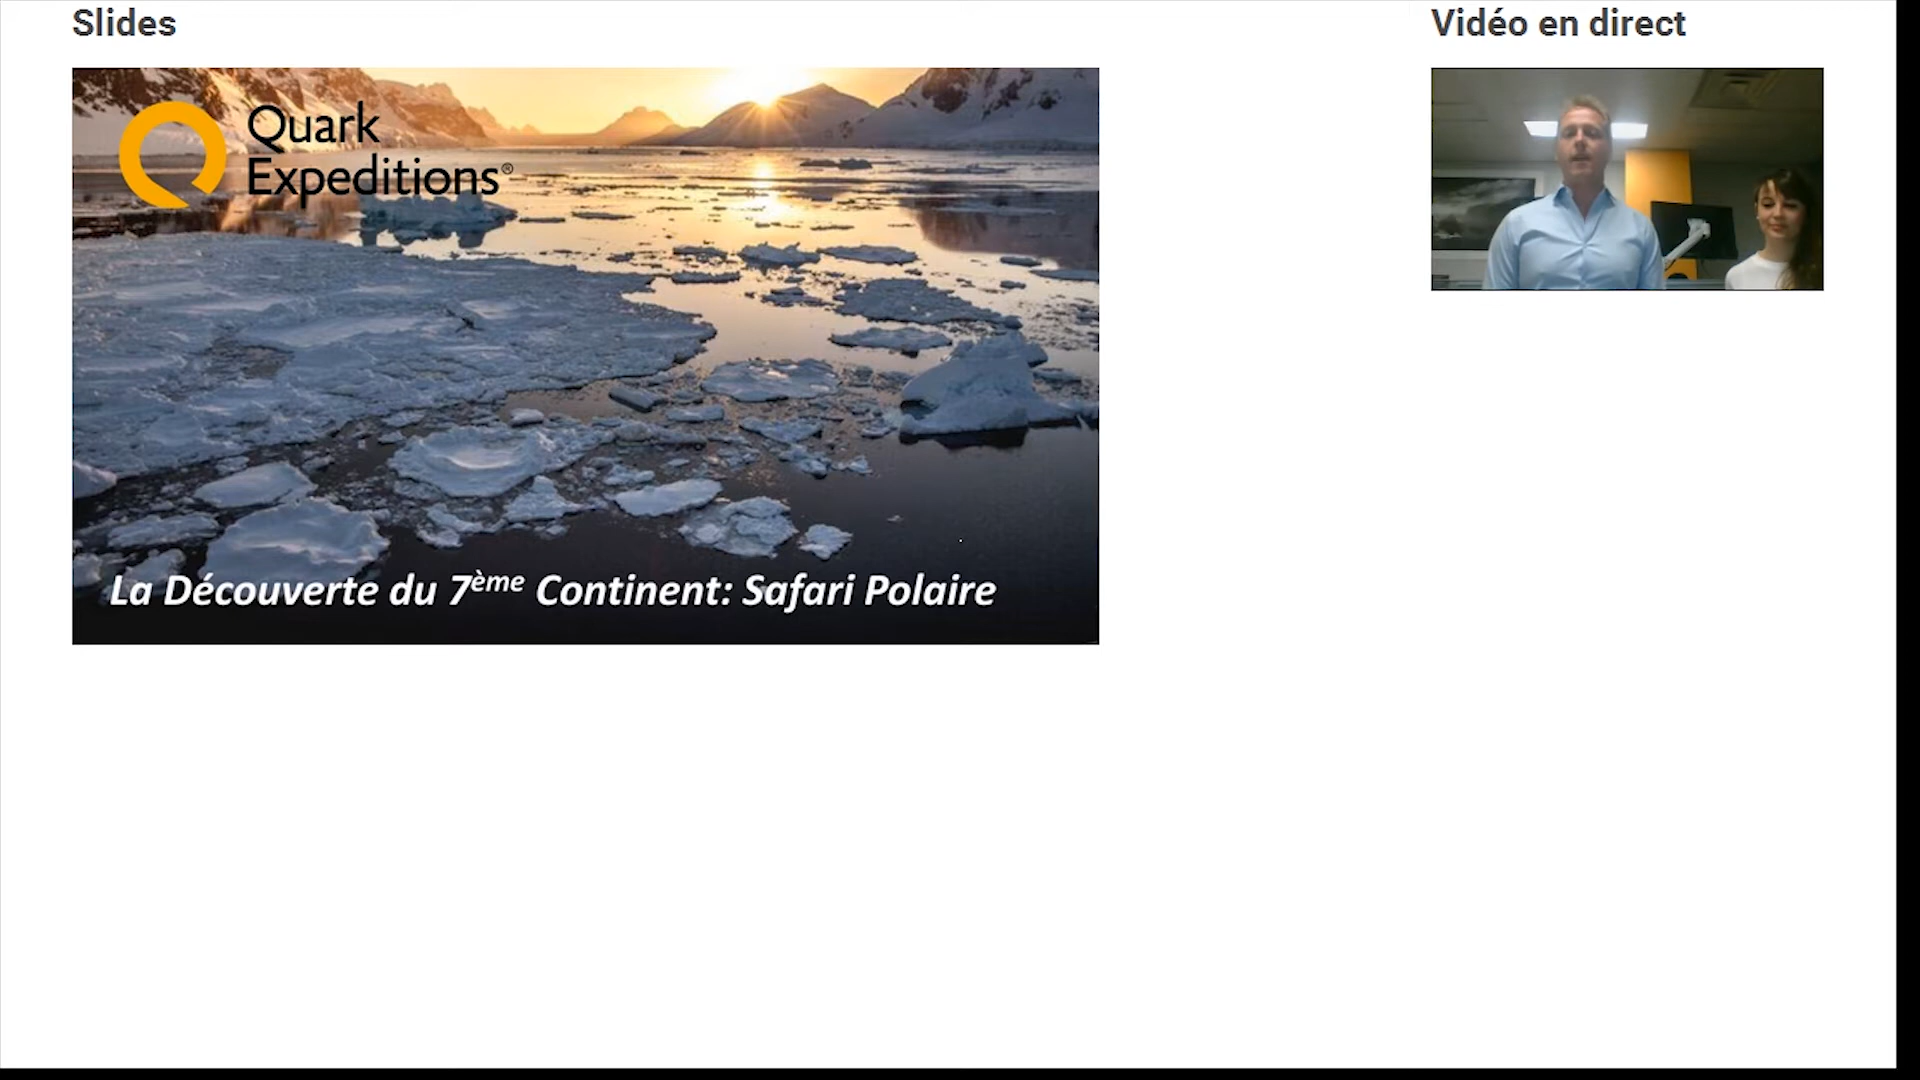 Slides
Vidéo en direct
Quark
Expeditions®
La Découverte du 7ème Continent: Safari Polaire